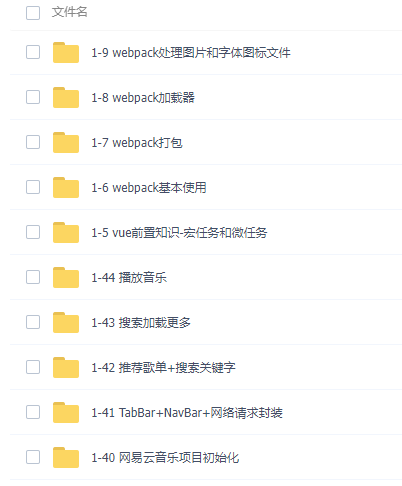 文件名
1-9 webpack处理图片和字体图标文件
1-8 webpack加载器
1-7 webpack打包
1-6 webpack基本使用
1-5 vue前置知识-宏任务和微任务
1-44 播放音乐
1-43 搜索加载更多
1-42 推荐歌单+搜索关键字
1-41 TabBar+NavBar+网络请求封装
1-40 网易云音乐项目初始化